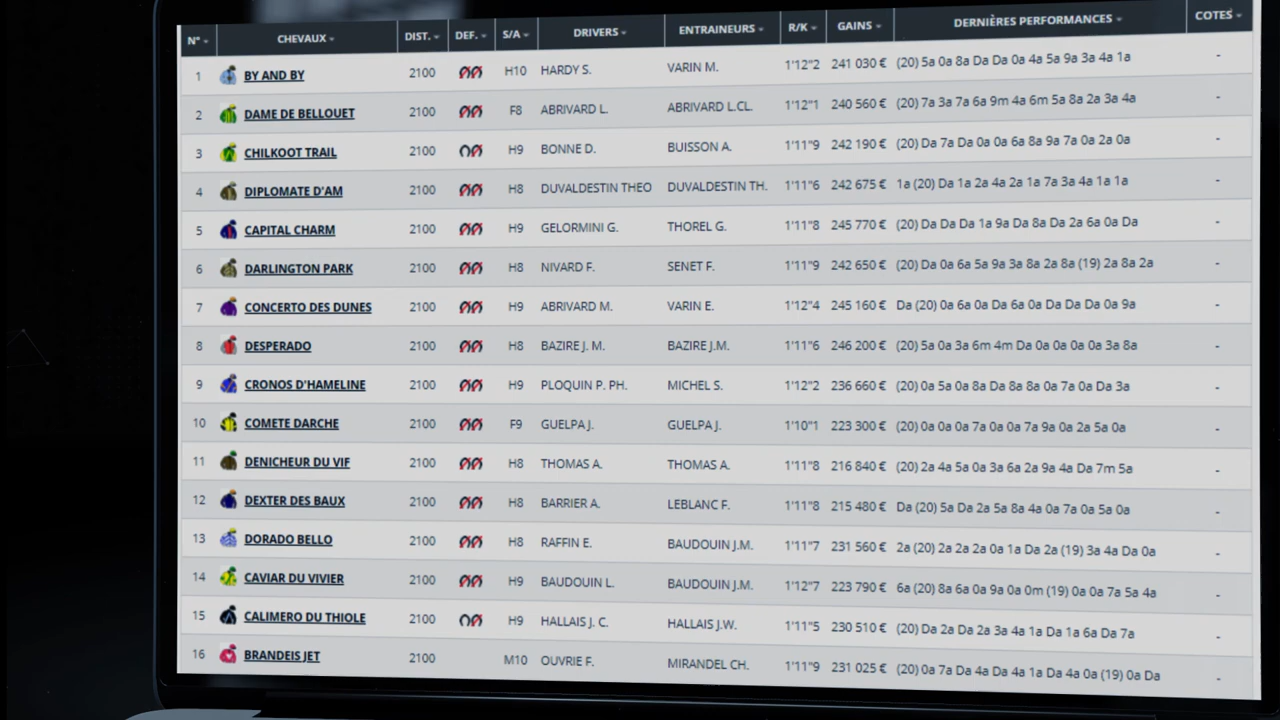 N° CHEVAUX DIST. DEF. S/A DRIVERS ENTRAINEURS R/K GAINS DERNIÈRES PERFORMANCES COTES
1 BY AND BY 2100 H10 HARDY S. VARIN M. 1'12"2 241 030 € (20) 5a 0a 8a Da Da 0a 4a 5a 9a 3a 4a 1a -
2 DAME DE BELLOUET 2100 F8 ABRIVARD L. ABRIVARD L.CL. 1'12"1 240 560 € (20) 7a 3a 7a 6a 9m 4a 6m 5a 8a 2a 3a 4a -
3 CHILKOOT TRAIL 2100 H9 BONNE D. BUISSON A. 1'11"9 242 190 € (20) Da 7a Da 0a 0a 6a 8a 9a 7a 0a 2a 0a -
4 DIPLOMATE D'AM 2100 H8 DUVALDESTIN THEO DUVALDESTIN TH. 1'11"6 242 675 € 1a (20) Da 1a 2a 4a 2a 1a 7a 3a 4a 1a 1a -
5 CAPITAL CHARM 2100 H9 GELORMINI G. THOREL G. 1'11"8 245 770 € (20) Da Da Da 1a 9a Da 8a Da 2a 6a 0a Da -
6 DARLINGTON PARK 2100 H8 NIVARD F. SENET F. 1'11"9 242 650 € (20) Da 0a 6a 5a 9a 3a 8a 2a 8a (19) 2a 8a 2a -
7 CONCERTO DES DUNES 2100 H9 ABRIVARD M. VARIN E. 1'12"4 245 160 € Da (20) 0a 6a 0a Da 6a 0a Da Da Da 0a 9a -
8 DESPERADO 2100 H8 BAZIRE J. M. BAZIRE J.M. 1'11"6 246 200 € (20) 5a 0a 3a 6m 4m Da 0a 0a 0a 0a 3a 8a -
9 CRONOS D'HAMELINE 2100 H9 PLOQUIN P. PH. MICHEL S. 1'12"2 236 660 € (20) 0a 5a 0a 8a Da 8a 8a 0a 7a 0a Da 3a -
10 COMETE DARCHE 2100 F9 GUELPA J. GUELPA J. 1'10"1 223 300 € (20) 0a 0a 0a 7a 0a 0a 7a 9a 0a 2a 5a 0a -
11 DENICHEUR DU VIF 2100 H8 THOMAS A. THOMAS A. 1'11"8 216 840 € (20) 2a 4a 5a 0a 3a 6a 2a 9a 4a Da 7m 5a -
12 DEXTER DES BAUX 2100 H8 BARRIER A. LEBLANC F. 1'11"8 215 480 € Da (20) 5a Da 2a 5a 8a 4a 0a 7a 0a 5a 0a -
13 DORADO BELLO 2100 H8 RAFFIN E. BAUDOUIN J.M. 1'11"7 231 560 € 2a (20) 2a 2a 2a 0a 1a Da 2a (19) 3a 4a Da 0a -
14 CAVIAR DU VIVIER 2100 H9 BAUDOUIN L. BAUDOUIN J.M. 1'12"7 223 790 € 6a (20) 8a 6a 0a 9a 0a 0m (19) 0a 0a 7a 5a 4a -
15 CALIMERO DU THIOLE 2100 H9 HALLAIS J. C. HALLAIS J.W. 1'11"5 230 510 € (20) Da 2a Da 2a 3a 4a 1a Da 1a 6a Da 7a -
16 BRANDEIS JET 2100 M10 OUVRIE F. MIRANDEL CH. 1'11"9 231 025 € (20) 0a 7a Da 4a Da 4a 1a Da 4a 0a (19) 0a Da -